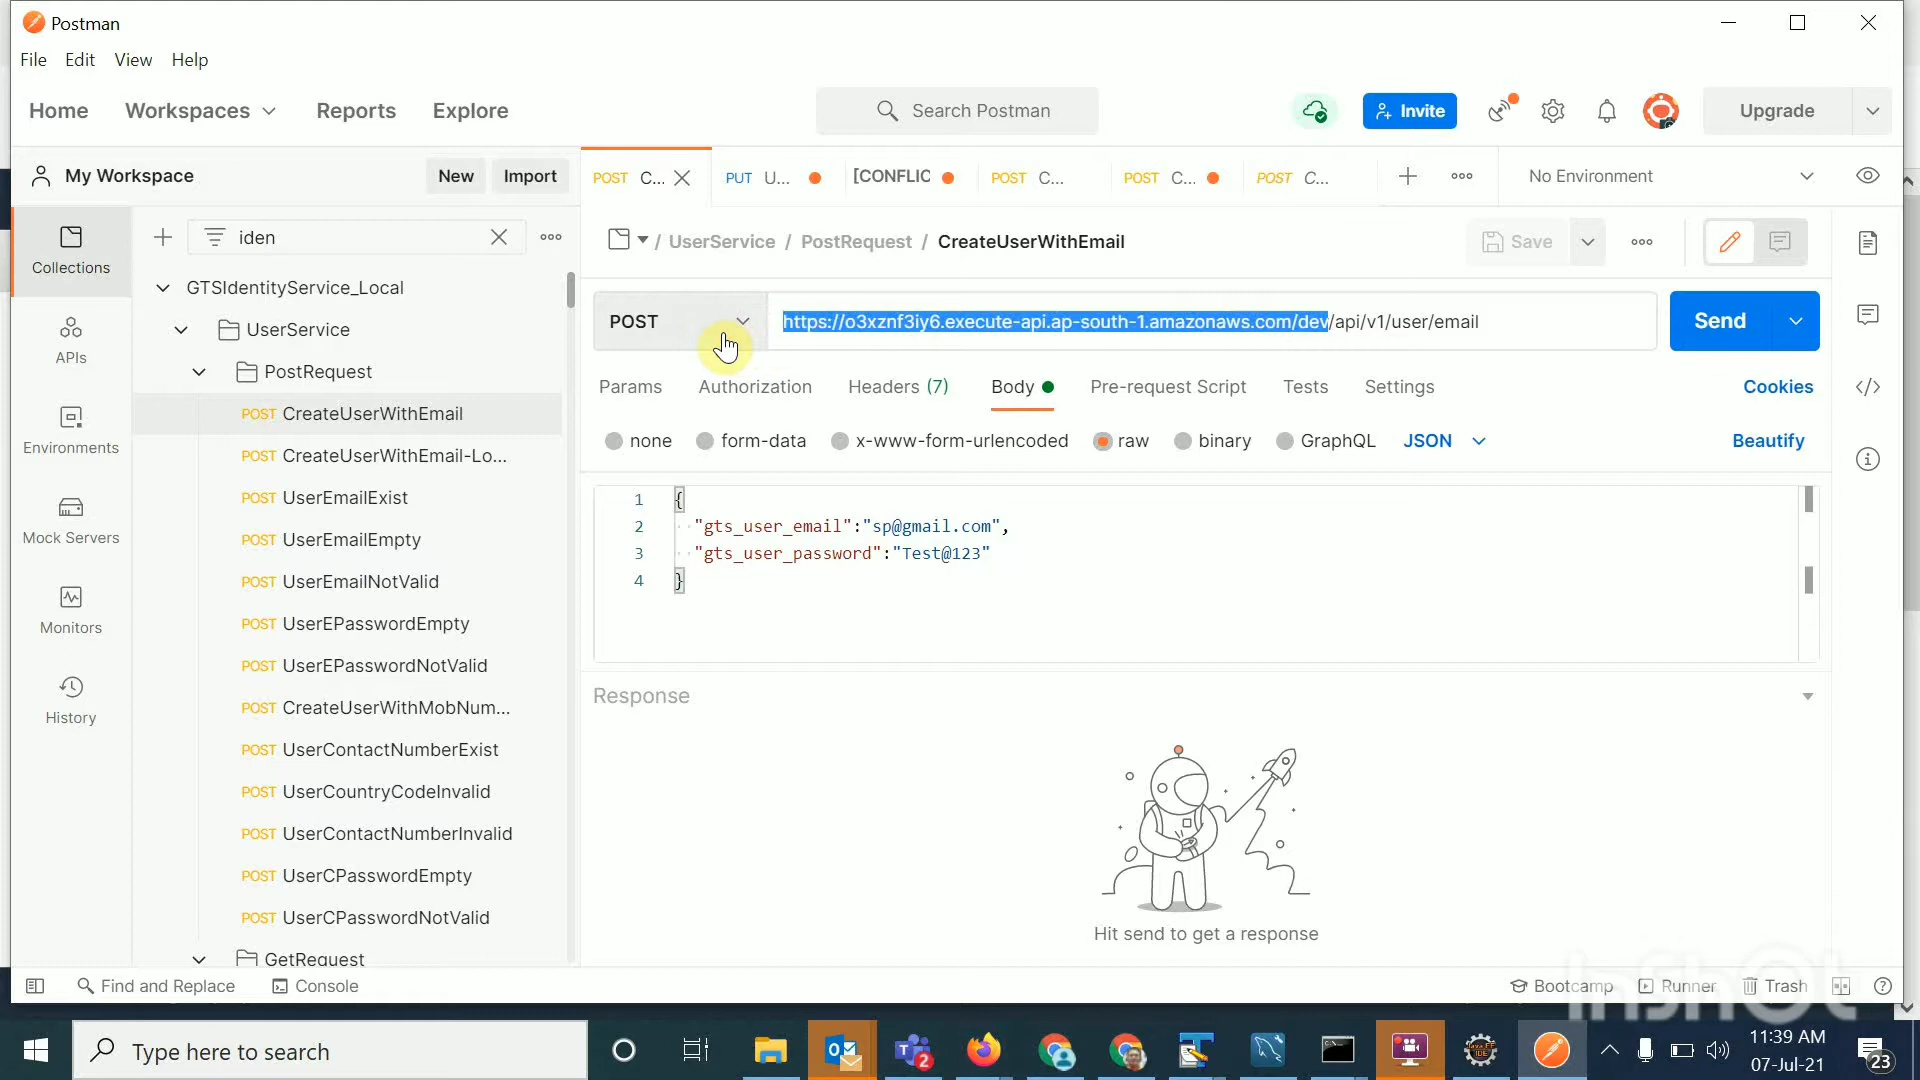 Postman
File Edit View Help
Home Workspaces Reports Explore Search Postman Invite Upgrade
My Workspace New Import POST C... PUT U... [CONFLIC POST C... POST C... POST C... No Environment
iden
Collections
APIs
Environments
Mock Servers
Monitors
History
GTSIdentityService_Local
UserService
PostRequest
POST CreateUserWithEmail
POST CreateUserWithEmail-Lo...
POST UserEmailExist
POST UserEmailEmpty
POST UserEmailNotValid
POST UserEPasswordEmpty
POST UserEPasswordNotValid
POST CreateUserWithMobNum...
POST UserContactNumberExist
POST UserCountryCodeInvalid
POST UserContactNumberInvalid
POST UserCPasswordEmpty
POST UserCPasswordNotValid
GetRequest
/ UserService / PostRequest / CreateUserWithEmail Save
POST https://o3xznf3iy6.execute-api.ap-south-1.amazonaws.com/dev/api/v1/user/email Send
Params Authorization Headers (7) Body Pre-request Script Tests Settings Cookies
none form-data x-www-form-urlencoded raw binary GraphQL JSON Beautify
1 {
2 "gts_user_email":"sp@gmail.com",
3 "gts_user_password":"Test@123"
4 }
Response
Hit send to get a response
Find and Replace Console Bootcamp Runner Trash
InShOt
Type here to search 2 11:39 AM
07-Jul-21 23